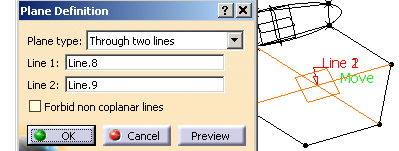 Plane Definition
Plane type: Through two lines
Line 1: Line.8
Line 2: Line.9
Forbid non coplanar lines
OK Cancel Preview
Line
Move